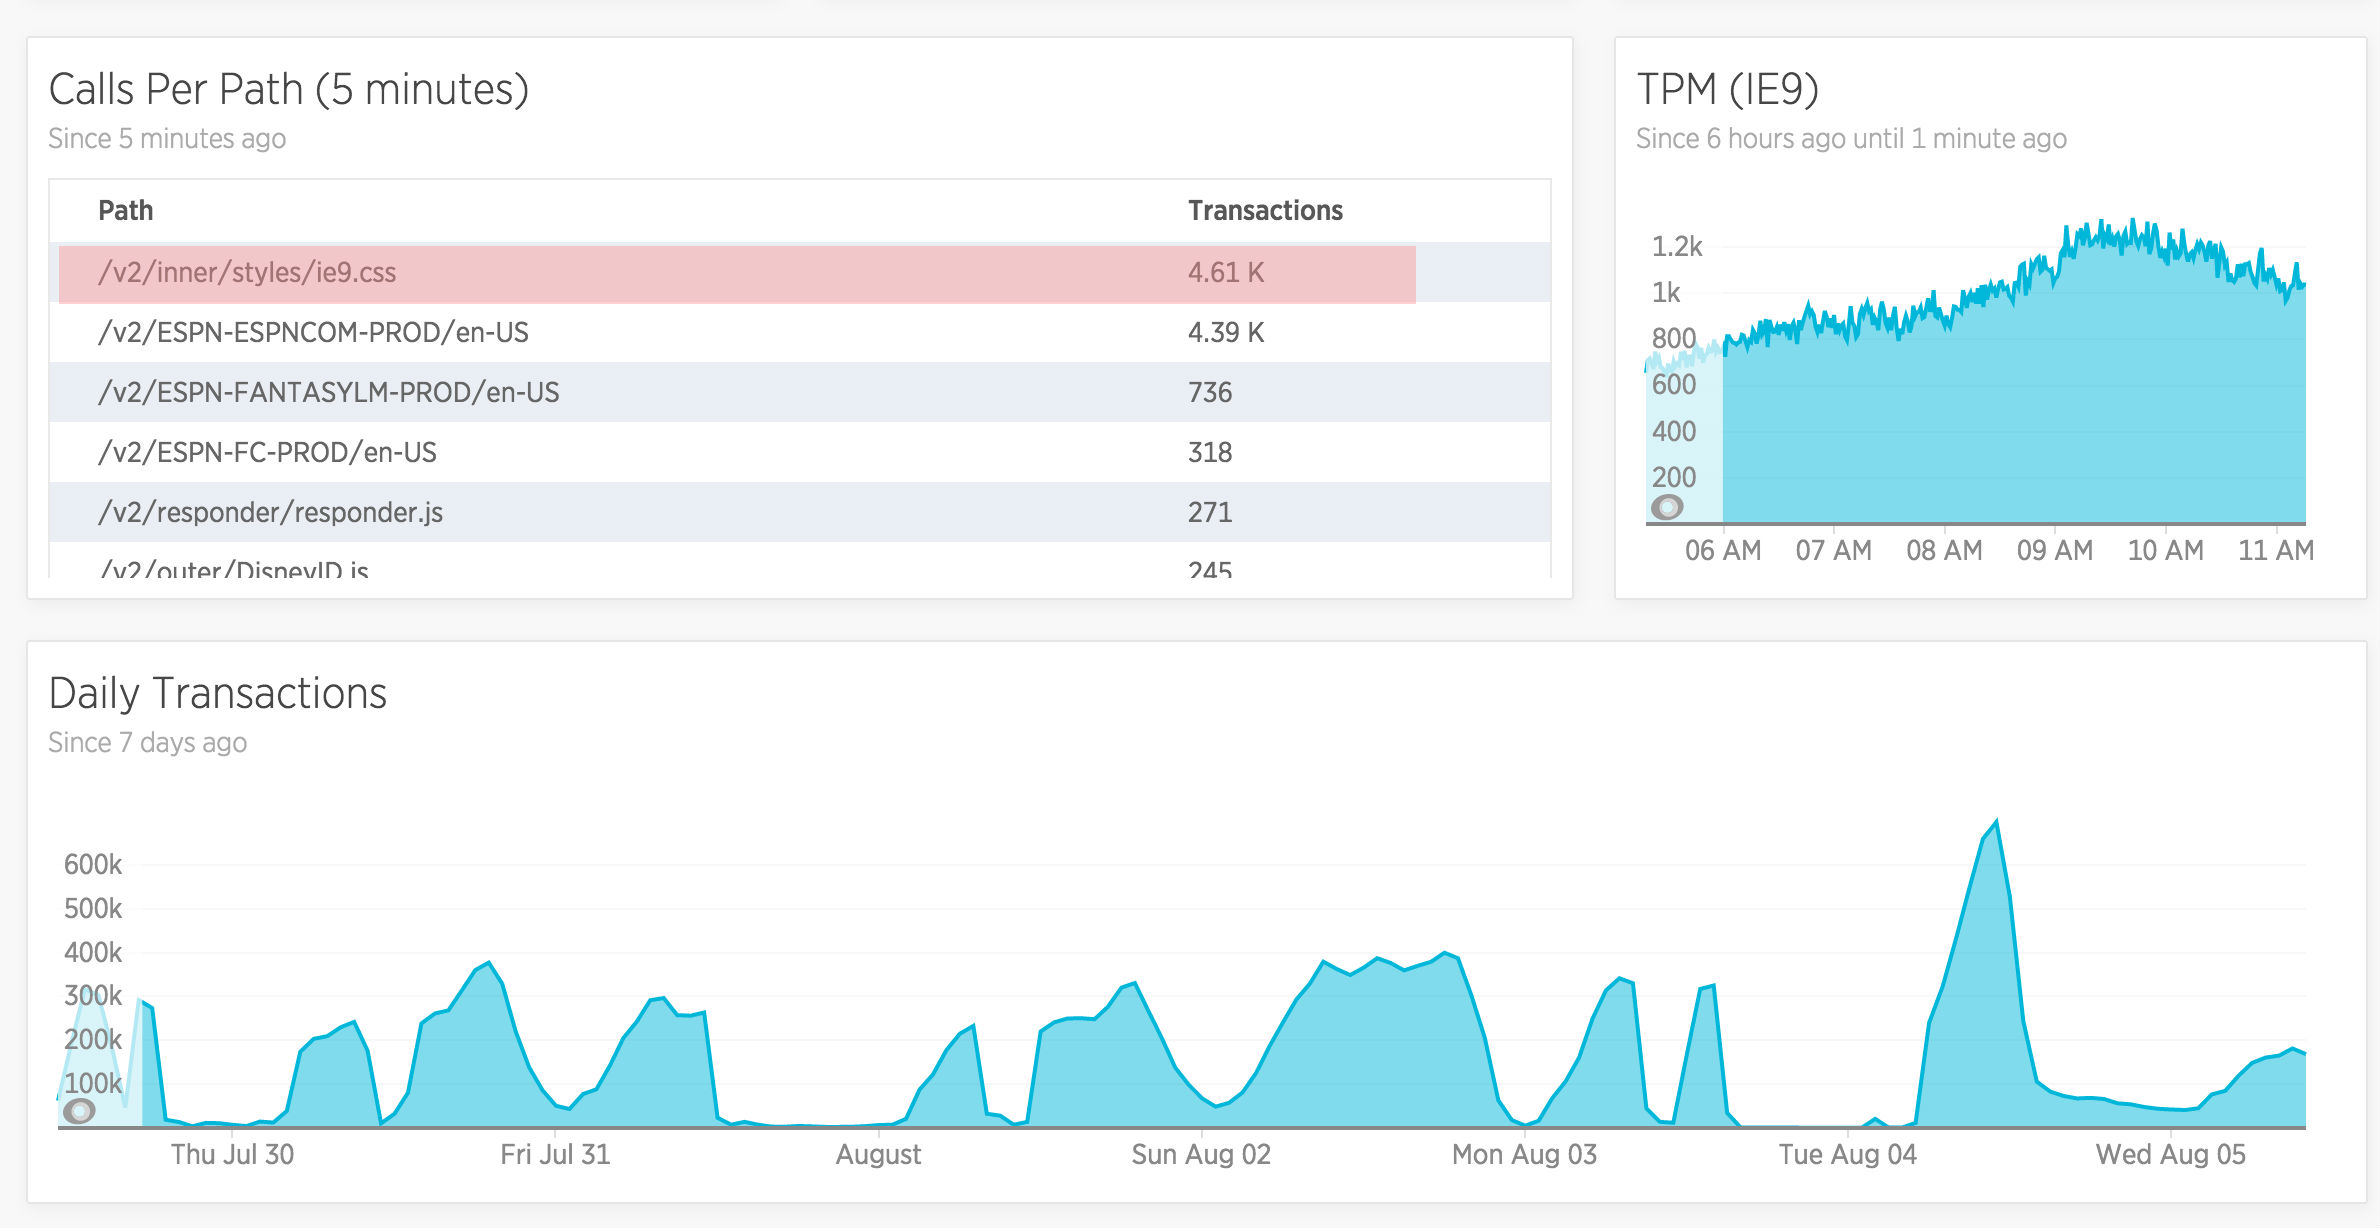 Calls Per Path (5 minutes)
Since 5 minutes ago
Path Transactions
/v2/inner/styles/ie9.css 4.61 K
/v2/ESPN-ESPNCOM-PROD/en-US 4.39 K
/v2/ESPN-FANTASYLM-PROD/en-US 736
/v2/ESPN-FC-PROD/en-US 318
/v2/responder/responder.js 271
/v2/outer/DisneyID.js 245
TPM (IE9)
Since 6 hours ago until 1 minute ago
1.2k
1k
800
600
400
200
06 AM 07 AM 08 AM 09 AM 10 AM 11 AM
Daily Transactions
Since 7 days ago
600k
500k
400k
300k
200k
100k
Thu Jul 30 Fri Jul 31 August Sun Aug 02 Mon Aug 03 Tue Aug 04 Wed Aug 05